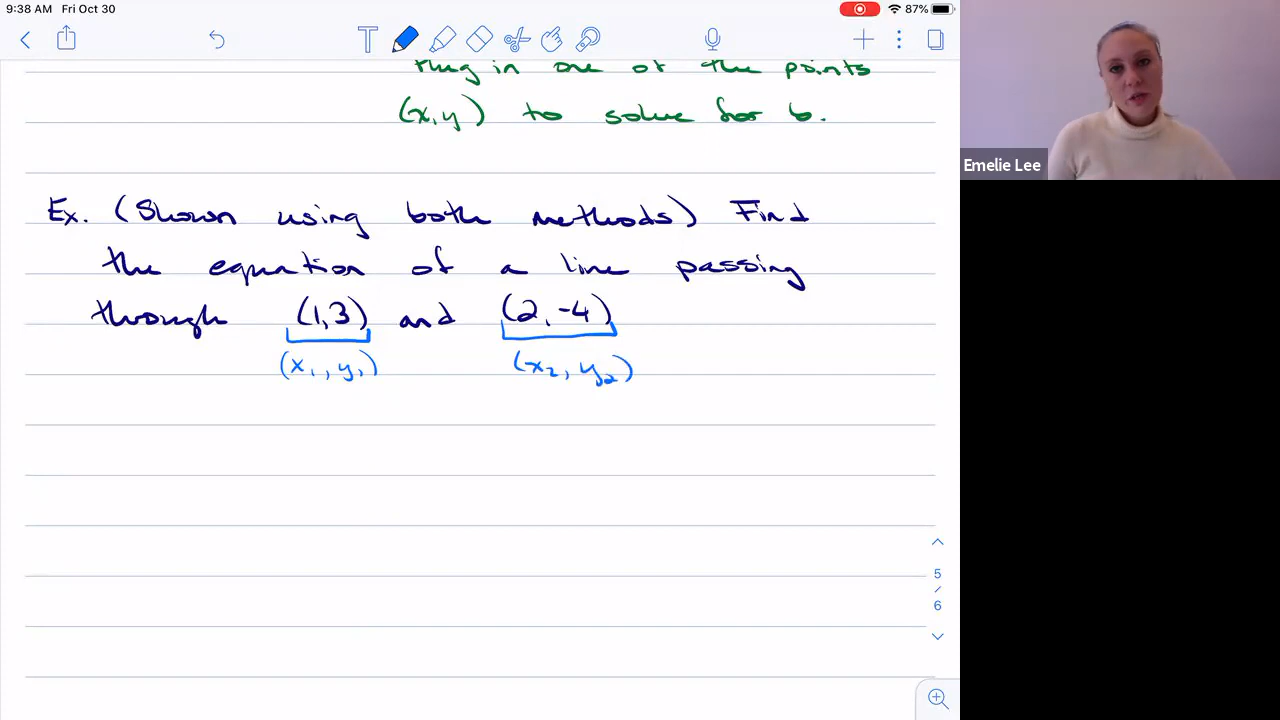 9:38 AM Fri Oct 30
87%
plug in one of the points
(x,y) to solve for b.
Emelie Lee
Ex. (Shown using both methods) Find
the equation of a line passing
through (1,3) and (2,-4)
(x₁, y₁) (x₂, y₂)
5
/
6